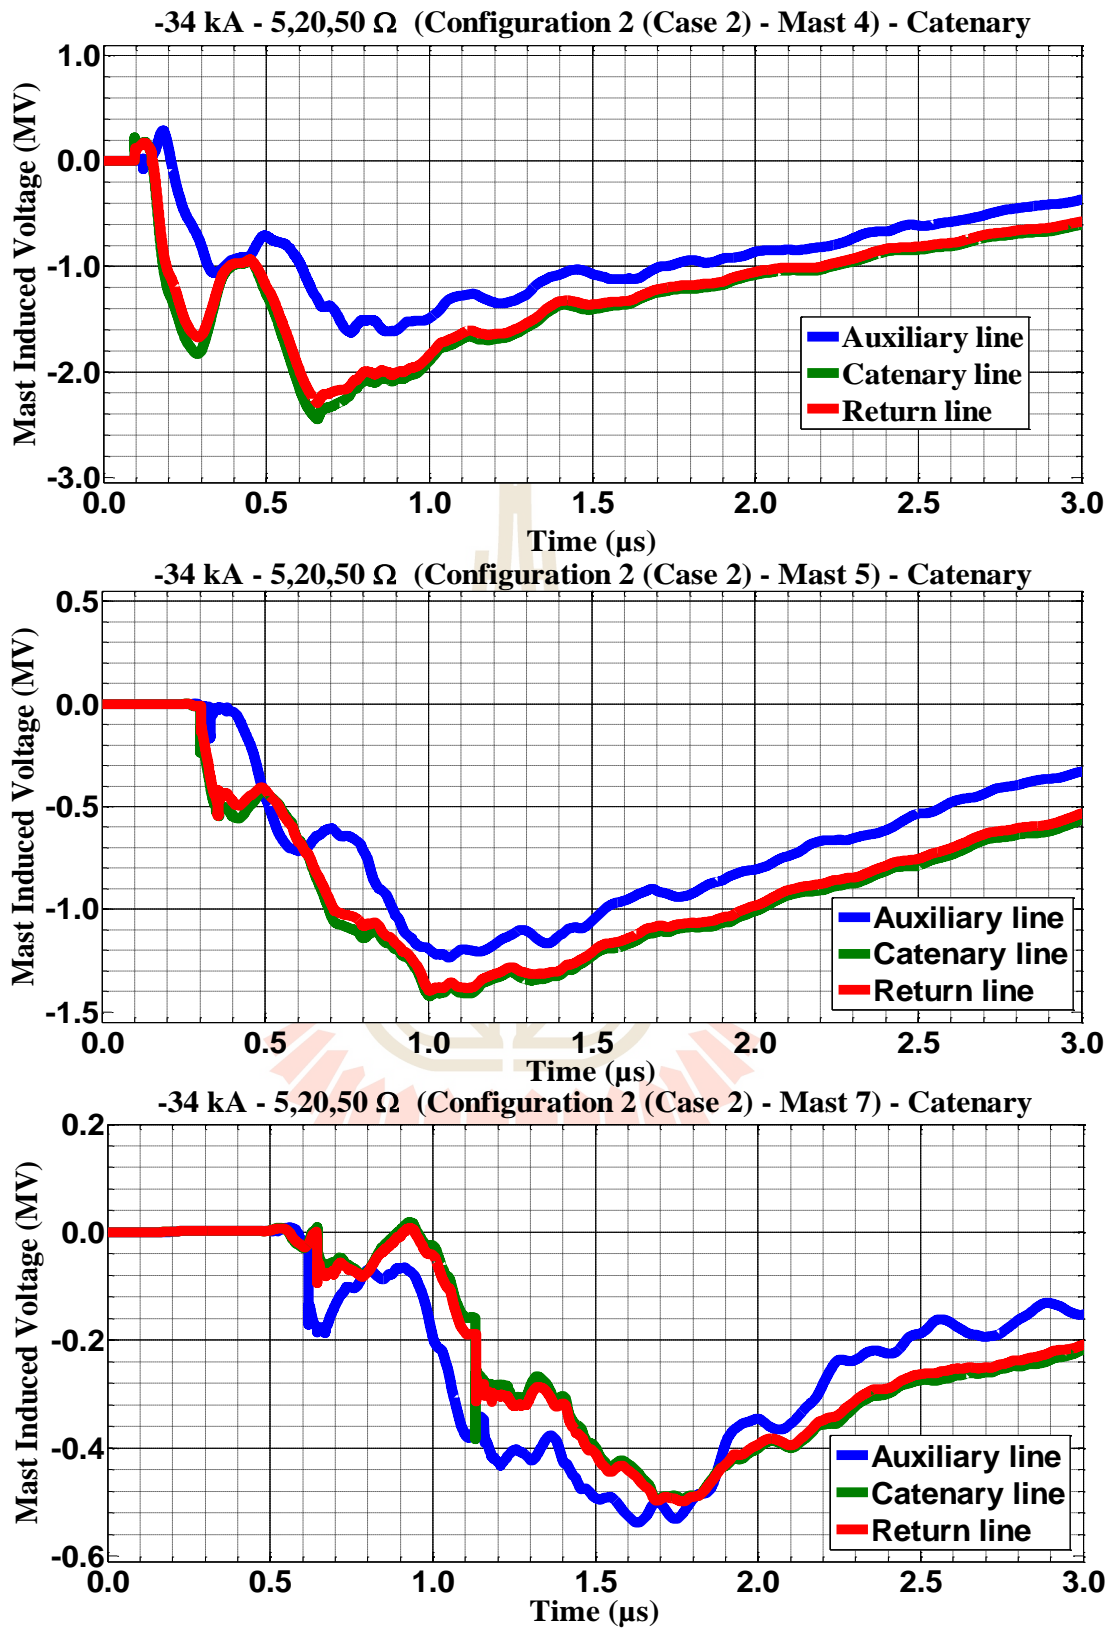 -34 kA - 5,20,50 Ω (Configuration 2 (Case 2) - Mast 4) - Catenary
Mast Induced Voltage (MV)
1.0
0.0
-1.0
-2.0
-3.0
Auxiliary line
Catenary line
Return line
0.0 0.5 1.0 1.5 2.0 2.5 3.0
Time (µs)
-34 kA - 5,20,50 Ω (Configuration 2 (Case 2) - Mast 5) - Catenary
Mast Induced Voltage (MV)
0.5
0.0
-0.5
-1.0
-1.5
Auxiliary line
Catenary line
Return line
0.0 0.5 1.0 1.5 2.0 2.5 3.0
Time (µs)
-34 kA - 5,20,50 Ω (Configuration 2 (Case 2) - Mast 7) - Catenary
Mast Induced Voltage (MV)
0.2
0.0
-0.2
-0.4
-0.6
Auxiliary line
Catenary line
Return line
0.0 0.5 1.0 1.5 2.0 2.5 3.0
Time (µs)